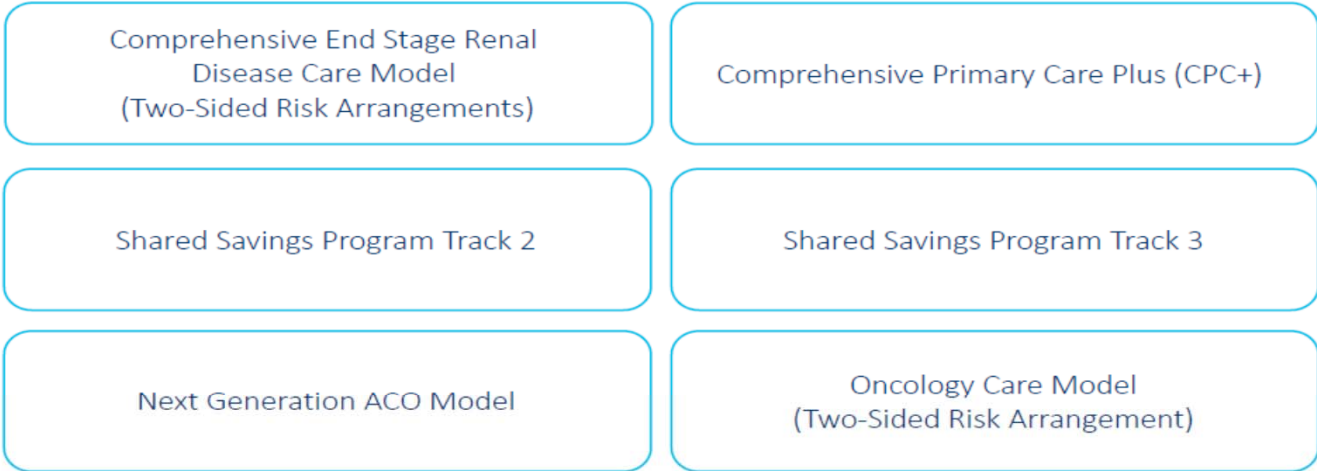 Comprehensive End Stage Renal
Disease Care Model
(Two-Sided Risk Arrangements)
Comprehensive Primary Care Plus (CPC+)
Shared Savings Program Track 2
Shared Savings Program Track 3
Next Generation ACO Model
Oncology Care Model
(Two-Sided Risk Arrangement)